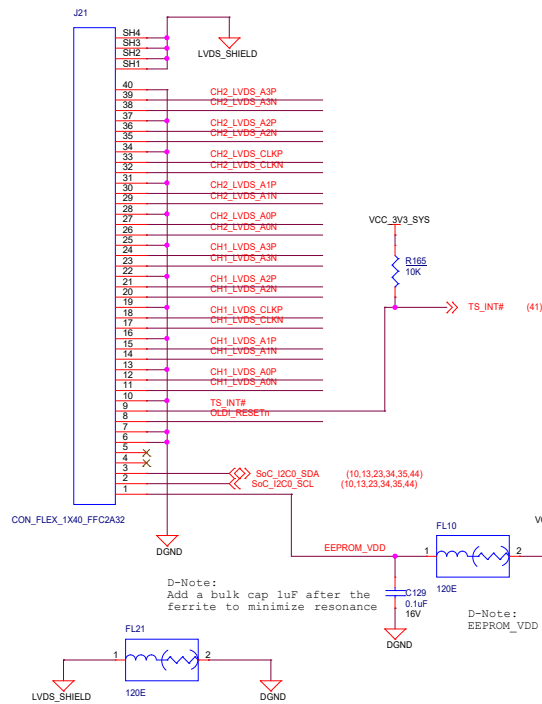 J21
SH4
SH3
SH2
SH1
LVDS_SHIELD
40
39 CH2_LVDS_A3P
38 CH2_LVDS_A3N
37
36 CH2_LVDS_A2P
35 CH2_LVDS_A2N
34
33 CH2_LVDS_CLKP
32 CH2_LVDS_CLKN
31
30 CH2_LVDS_A1P
29 CH2_LVDS_A1N
28
27 CH2_LVDS_A0P
26 CH2_LVDS_A0N
25
24 CH1_LVDS_A3P
23 CH1_LVDS_A3N
22
21 CH1_LVDS_A2P
20 CH1_LVDS_A2N
19
18 CH1_LVDS_CLKP
17 CH1_LVDS_CLKN
16
15 CH1_LVDS_A1P
14 CH1_LVDS_A1N
13
12 CH1_LVDS_A0P
11 CH1_LVDS_A0N
10
9 TS_INT#
8 OLDI_RESETn
7
6
5
4
3 SoC_I2C0_SDA (10,13,23,34,35,44)
2 SoC_I2C0_SCL (10,13,23,34,35,44)
1
CON_FLEX_1X40_FFC2A32
VCC_3V3_SYS
R165
10K
TS_INT# (41)
DGND
EEPROM_VDD
FL10
1 2
120E
C129
0.1uF
16V
DGND
D-Note:
Add a bulk cap 1uF after the
ferrite to minimize resonance
D-Note:
EEPROM_VDD
FL21
1 2
120E
LVDS_SHIELD
DGND